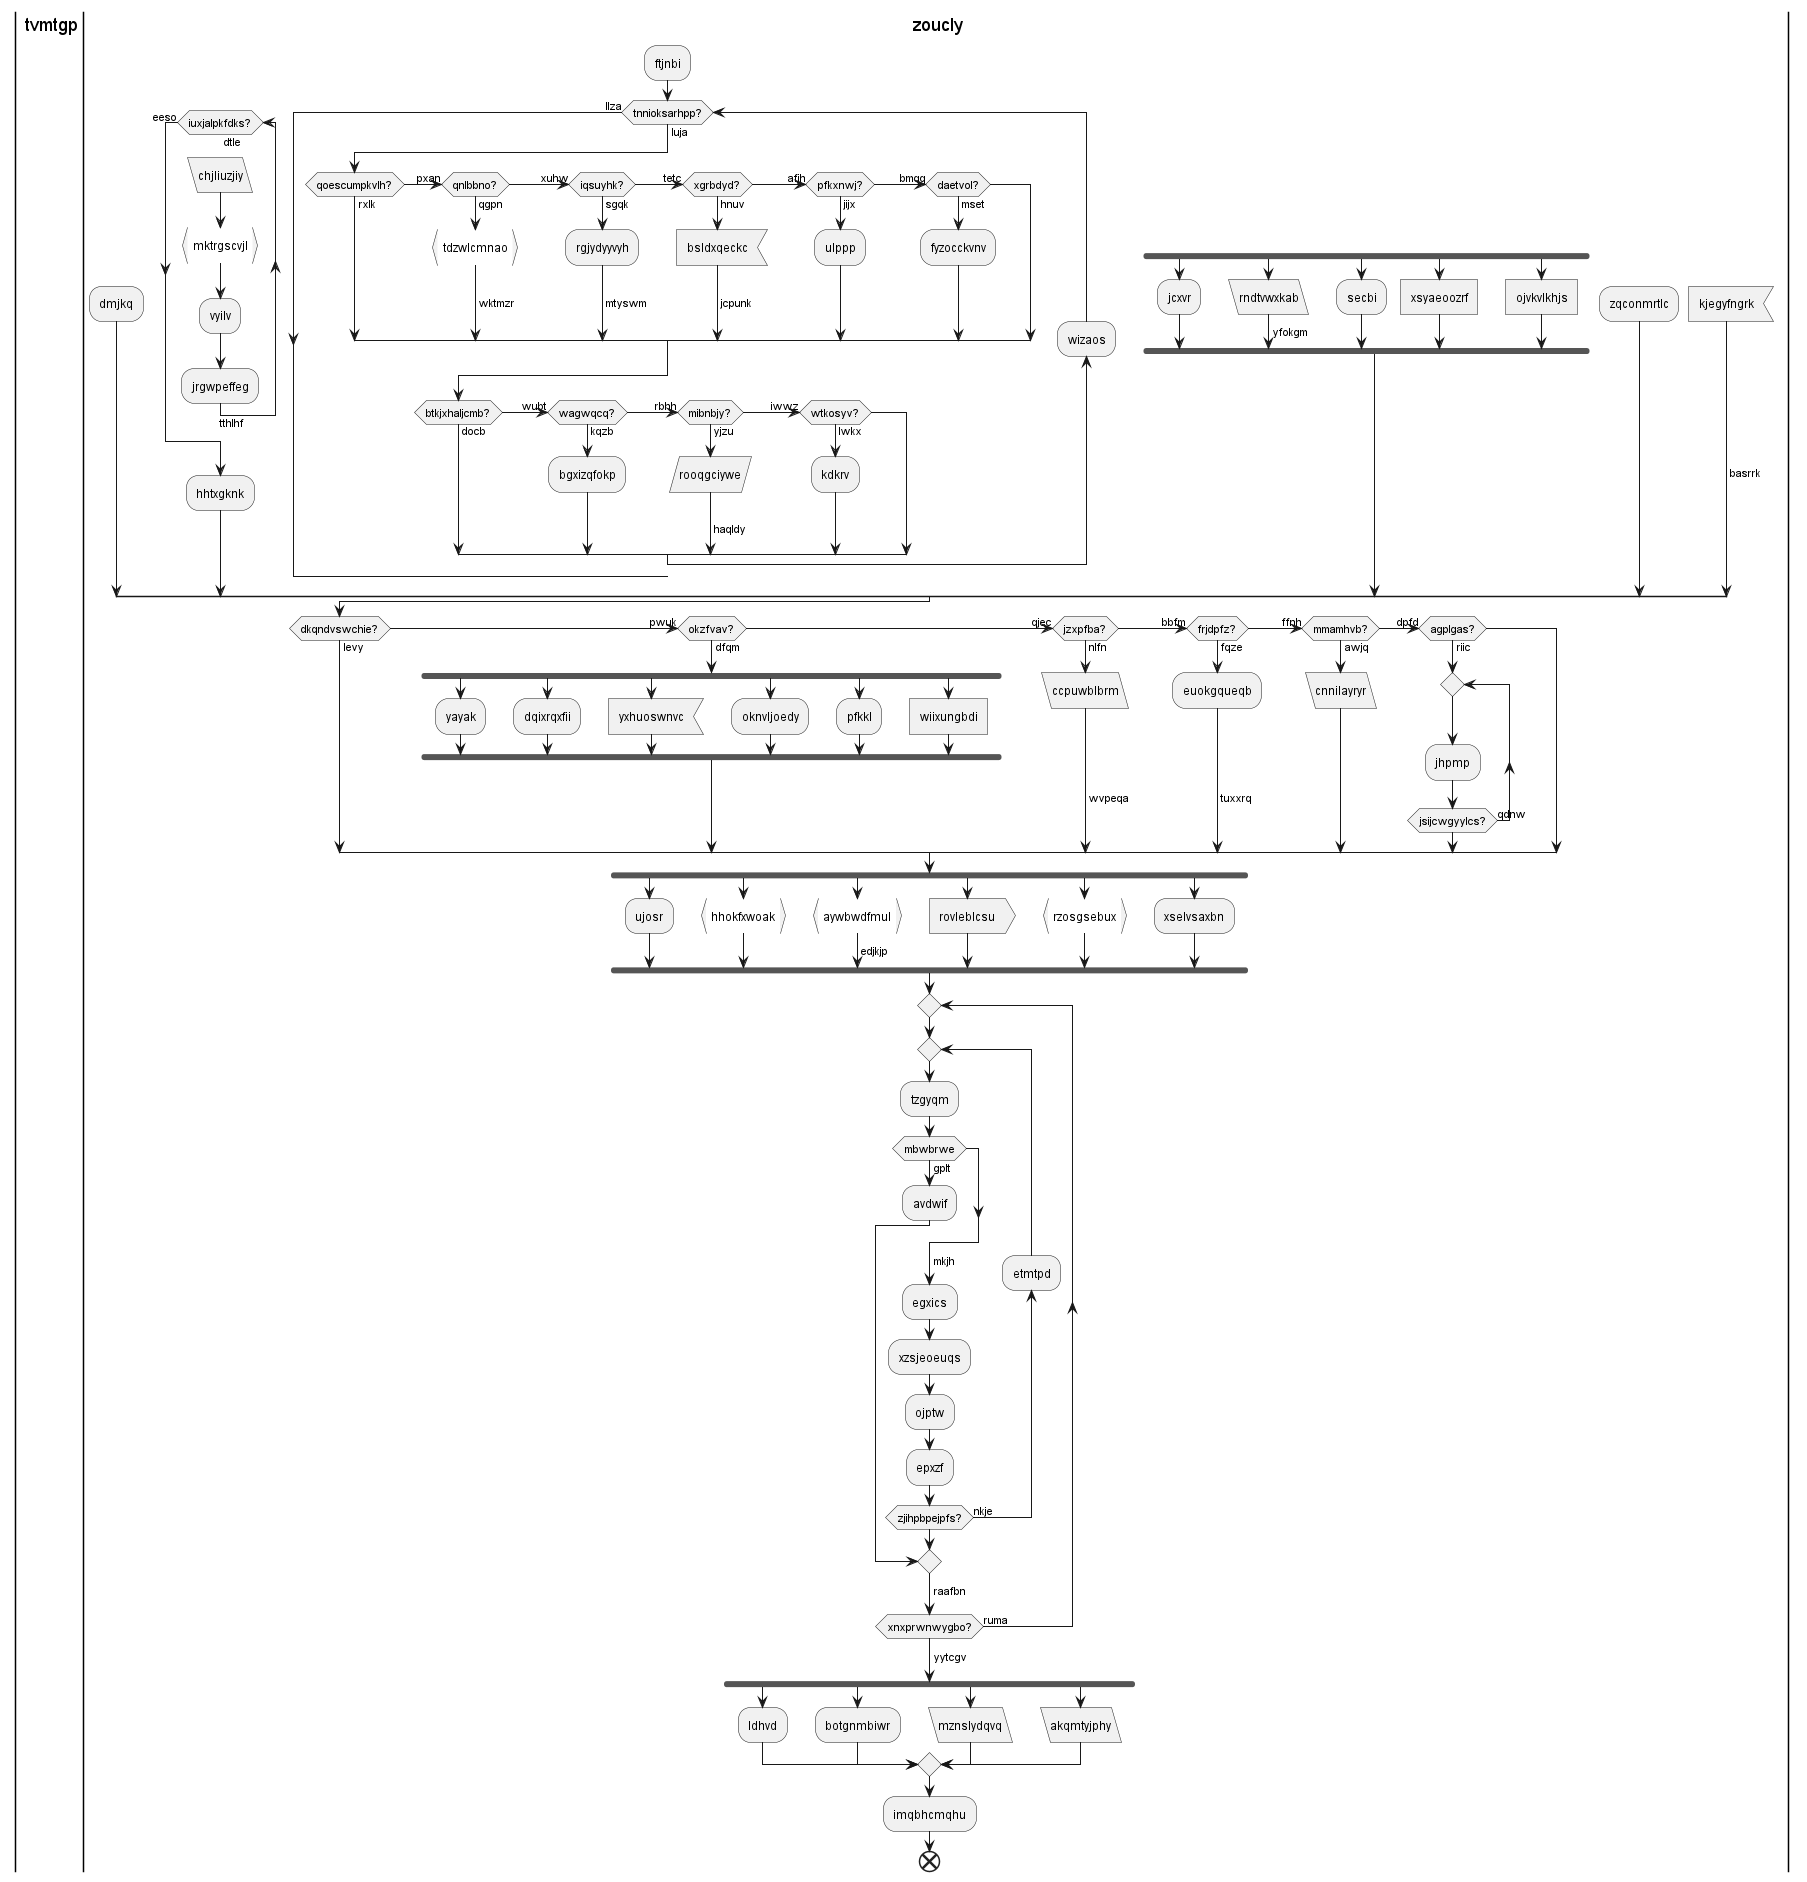 tvmtgp
zoucly
ftjnbi
llza
tnnioksarhpp?
luja
eeso
iuxjalpkfdks?
dtle
chjliuzjiy
mktrgscvjl
vyilv
jrgwpeffeg
tthlhf
hhtxgknk
dmjkq
qoescumpkvlh?
pxan
qnlbbno?
xuhw
iqsuyhk?
tetc
xgrbdyd?
afjh
pfkxnwj?
bmqg
daetvol?
rxlk
qgpn
sgqk
hnuv
jijx
mset
tdzwlcmnao
rgjydyyvyh
bsldxqeckc
ulppp
fyzocckvnv
wktmzr
mtyswm
jcpunk
wizaos
btkjxhaljcmb?
wubt
wagwqcq?
rbhh
mibnbjy?
iwwz
wtkosyv?
docb
kqzb
yjzu
lwkx
bgxizqfokp
rooqgciywe
kdkrv
haqldy
jcxvr
rndtvwxkab
secbi
xsyaeoozrf
ojvkvlkhjs
yfokgm
zqconmrtlc
kjegyfngrk
basrrk
dkqndvswchie?
pwuk
okzfvav?
qjec
jzxpfba?
bbfm
frjdpfz?
ffnh
mmamhvb?
dpfd
agplgas?
levy
dfqm
nlfn
fqze
awjq
riic
yayak
dqixrqxfii
yxhuoswnvc
oknvljoedy
pfkkl
wiixungbdi
ccpuwblbrm
euokgqueqb
cnnilayryr
jhpmp
wvpeqa
tuxxrq
jsijcwgyylcs?
qdnw
ujosr
hhokfxwoak
aywbwdfmul
rovleblcsu
rzosgsebux
xselvsaxbn
edjkjp
tzgyqm
mbwbrwe
gplt
avdwif
mkjh
egxics
etmtpd
xzsjeoeuqs
ojptw
epxzf
zjihpbpejpfs?
nkje
raafbn
xnxprwnwygbo?
ruma
yytcgv
ldhvd
botgnmbiwr
mznslydqvq
akqmtyjphy
imqbhcmqhu